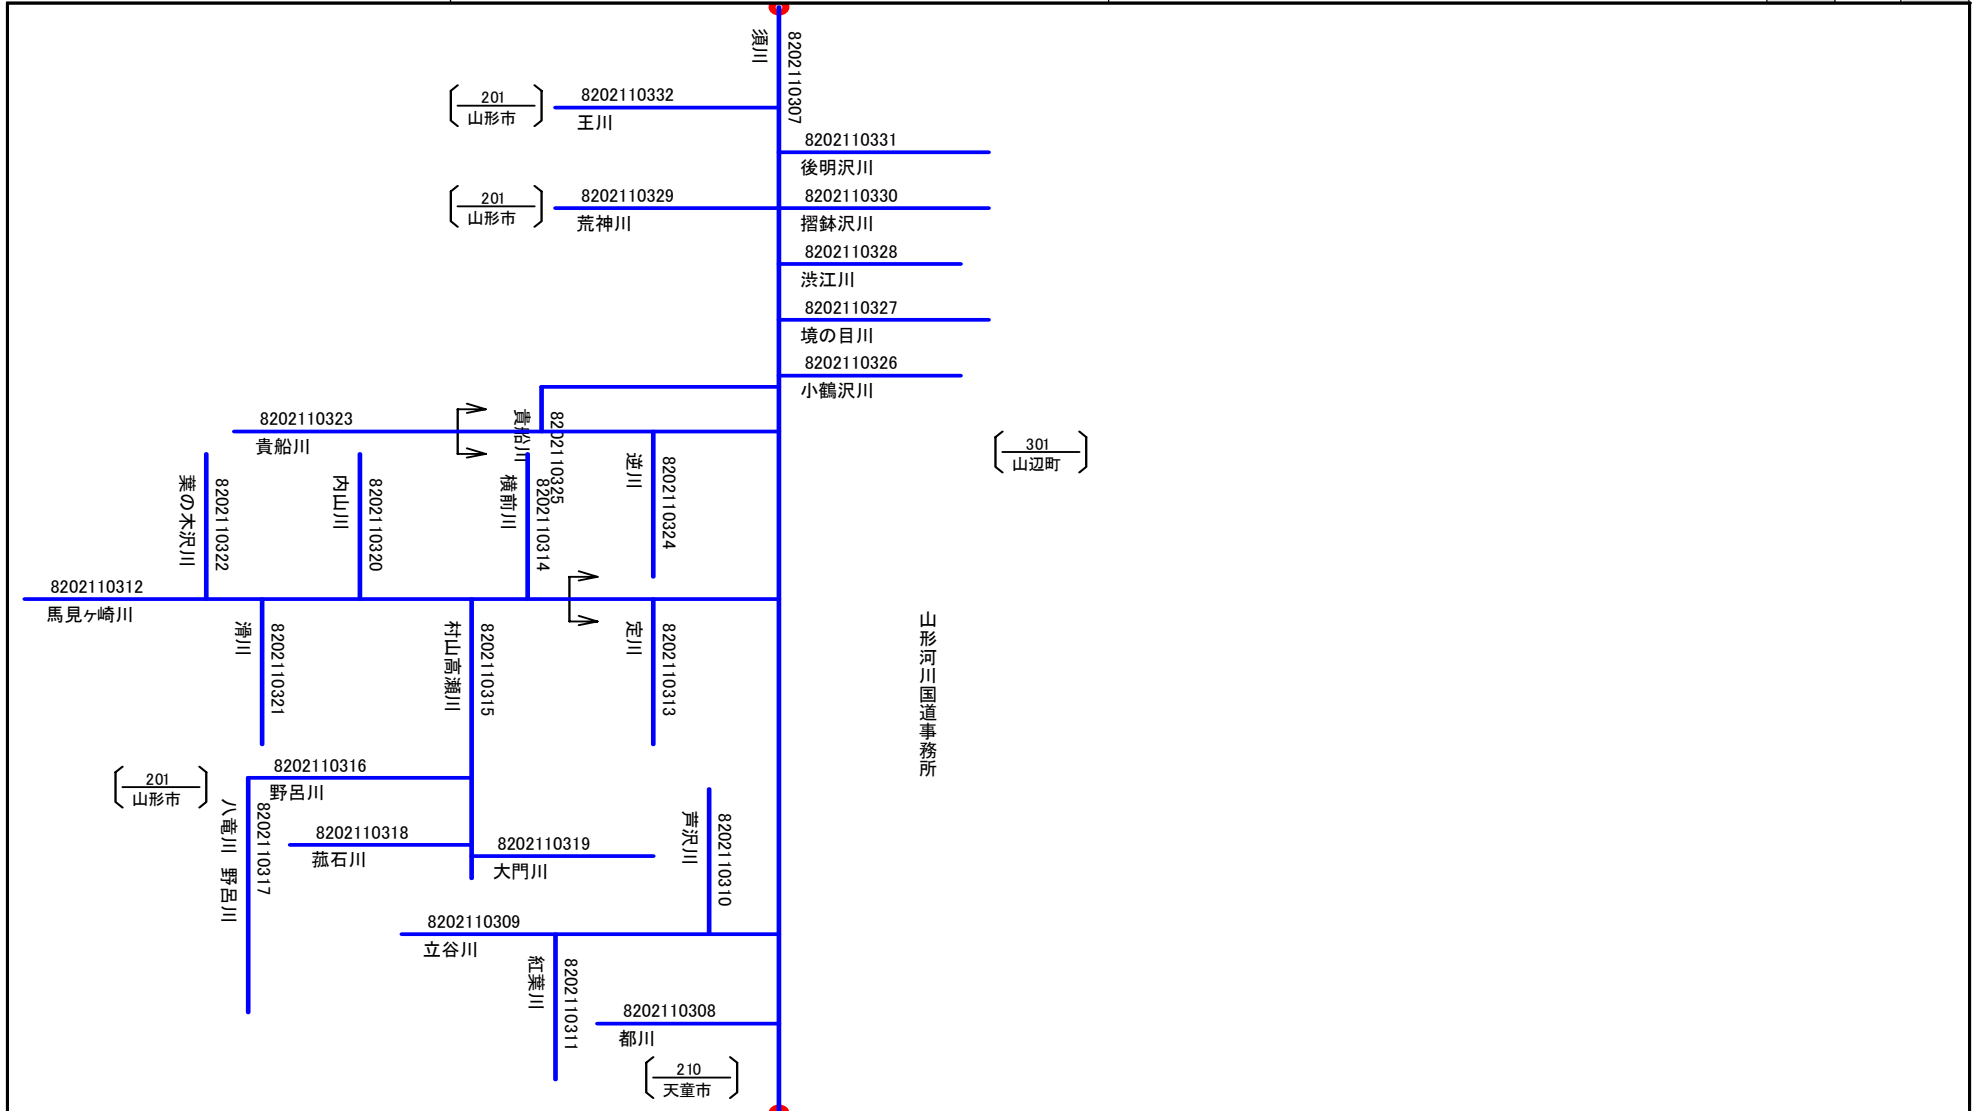 須川
8202110307
201
山形市
8202110332
王川
8202110331
後明沢川
201
山形市
8202110329
荒神川
8202110330
摺鉢沢川
8202110328
渋江川
8202110327
境の目川
8202110326
小鶴沢川
8202110323
貴船川
貴船川
8202110325
301
山辺町
葉の木沢川
8202110322
内山川
8202110320
横前川
8202110314
逆川
8202110324
8202110312
馬見ヶ崎川
滑川
8202110321
村山高瀬川
8202110315
定川
8202110313
山形河川国道事務所
201
山形市
8202110316
野呂川
八竜川　野呂川
8202110317
8202110318
菰石川
8202110319
大門川
芦沢川
8202110310
8202110309
立谷川
紅葉川
8202110311
8202110308
都川
210
天童市